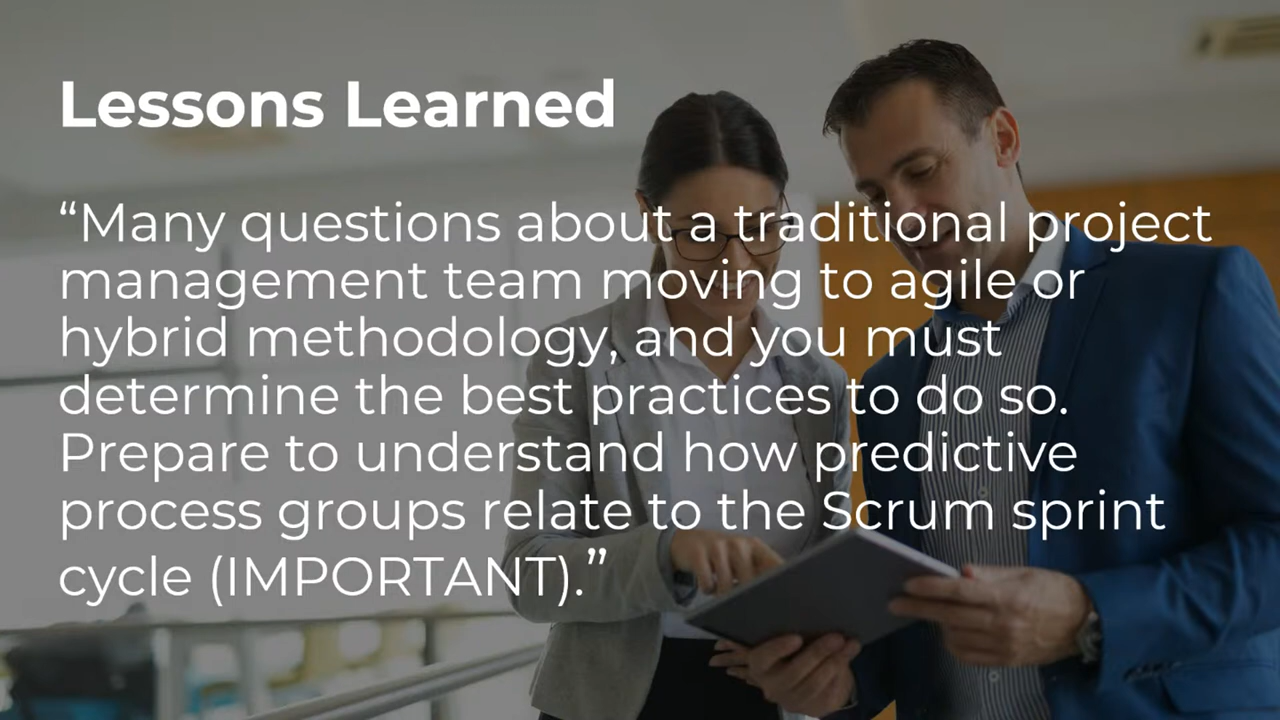 Lessons Learned
“Many questions about a traditional project
management team moving to agile or
hybrid methodology, and you must
determine the best practices to do so.
Prepare to understand how predictive
process groups relate to the Scrum sprint
cycle (IMPORTANT).”